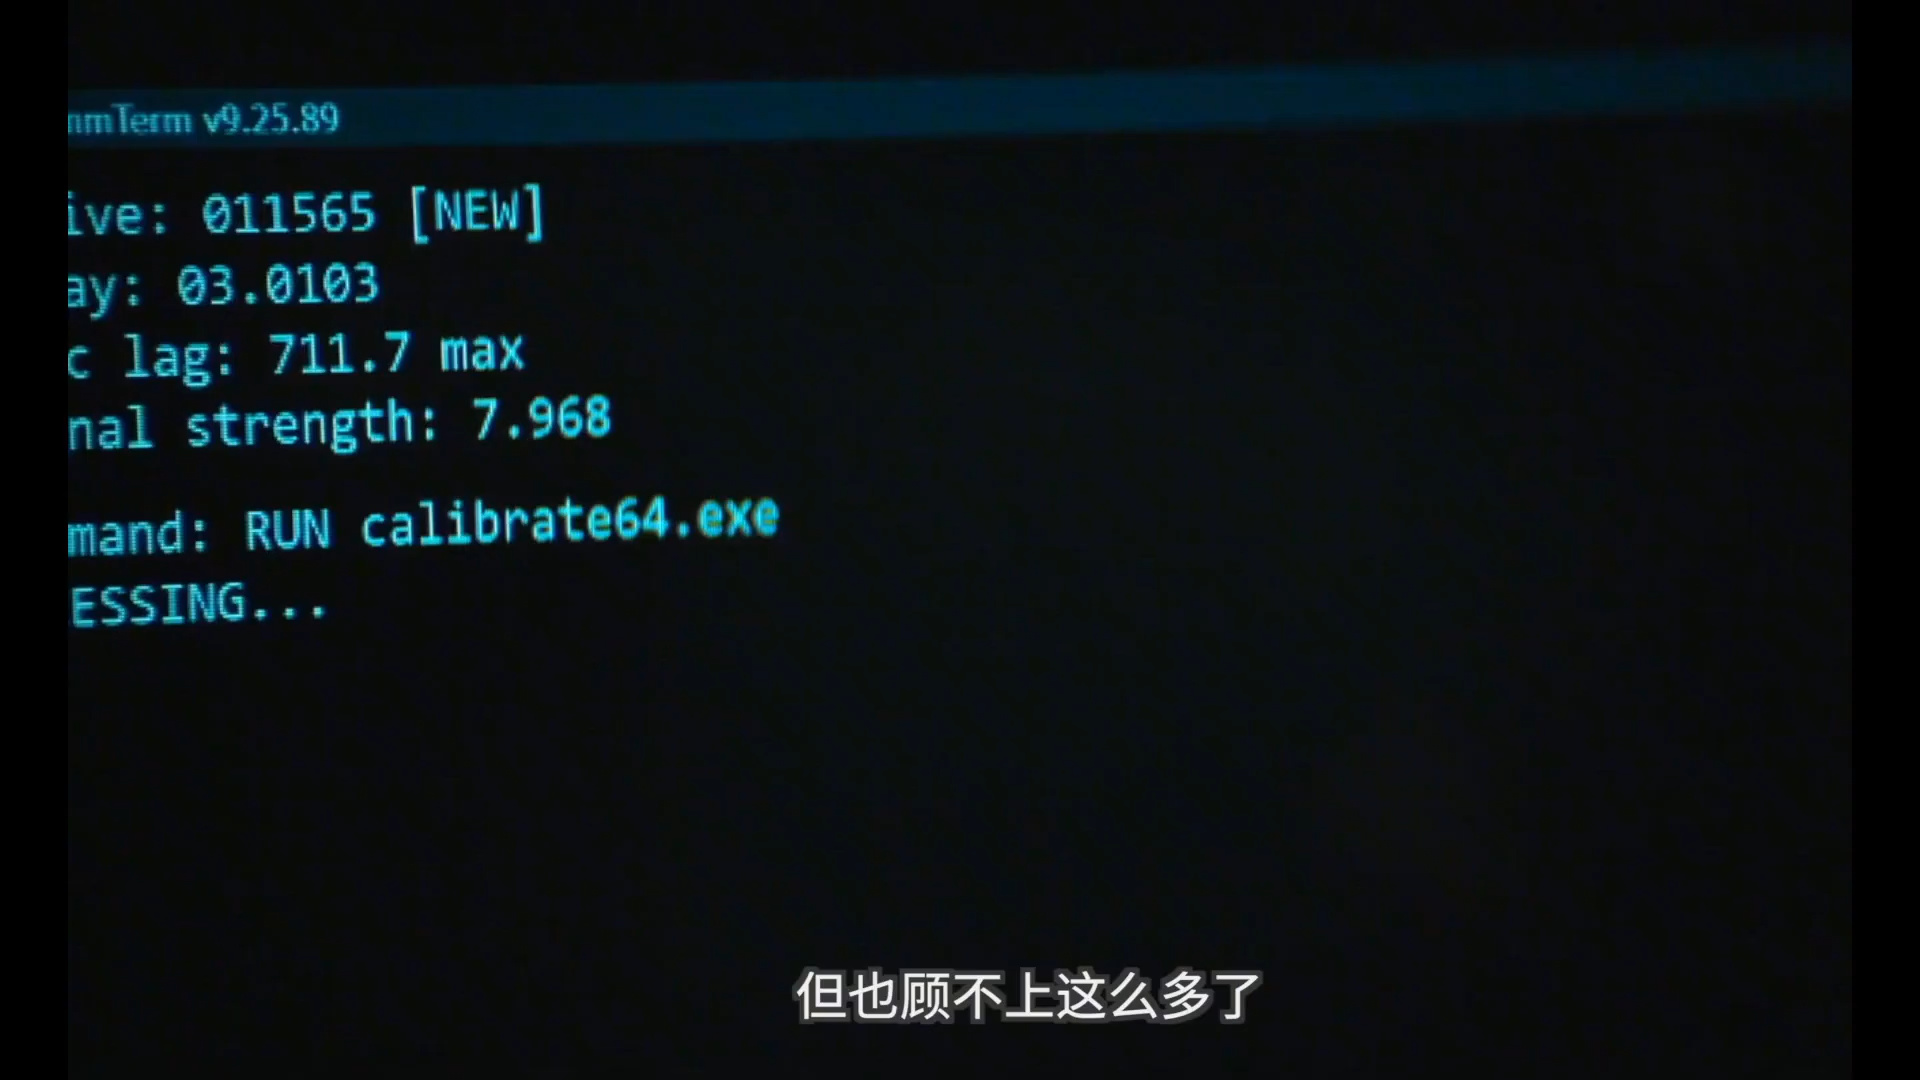 nmTerm v9.25.89
ive: 011565 [NEW]
ay: 03.0103
c lag: 711.7 max
nal strength: 7.968
mand: RUN calibrate64.exe
ESSING...
但也顾不上这么多了